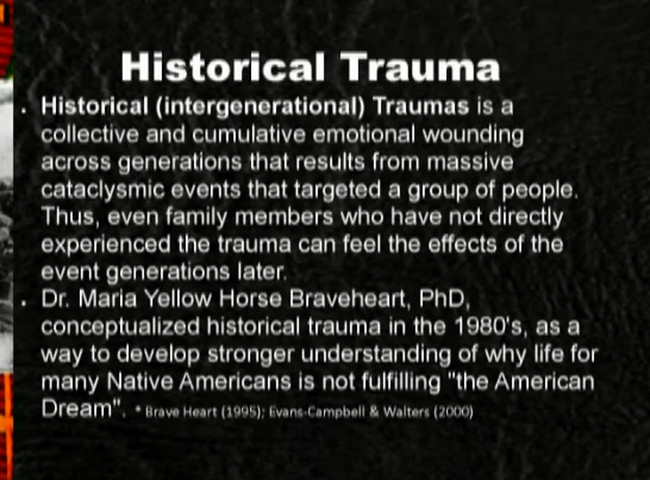 Historical Trauma
. Historical (intergenerational) Traumas is a
collective and cumulative emotional wounding
across generations that results from massive
cataclysmic events that targeted a group of people.
Thus, even family members who have not directly
experienced the trauma can feel the effects of the
event generations later.
. Dr. Maria Yellow Horse Braveheart, PhD,
conceptualized historical trauma in the 1980's, as a
way to develop stronger understanding of why life for
many Native Americans is not fulfilling "the American
Dream". * Brave Heart (1995); Evans-Campbell & Walters (2000)